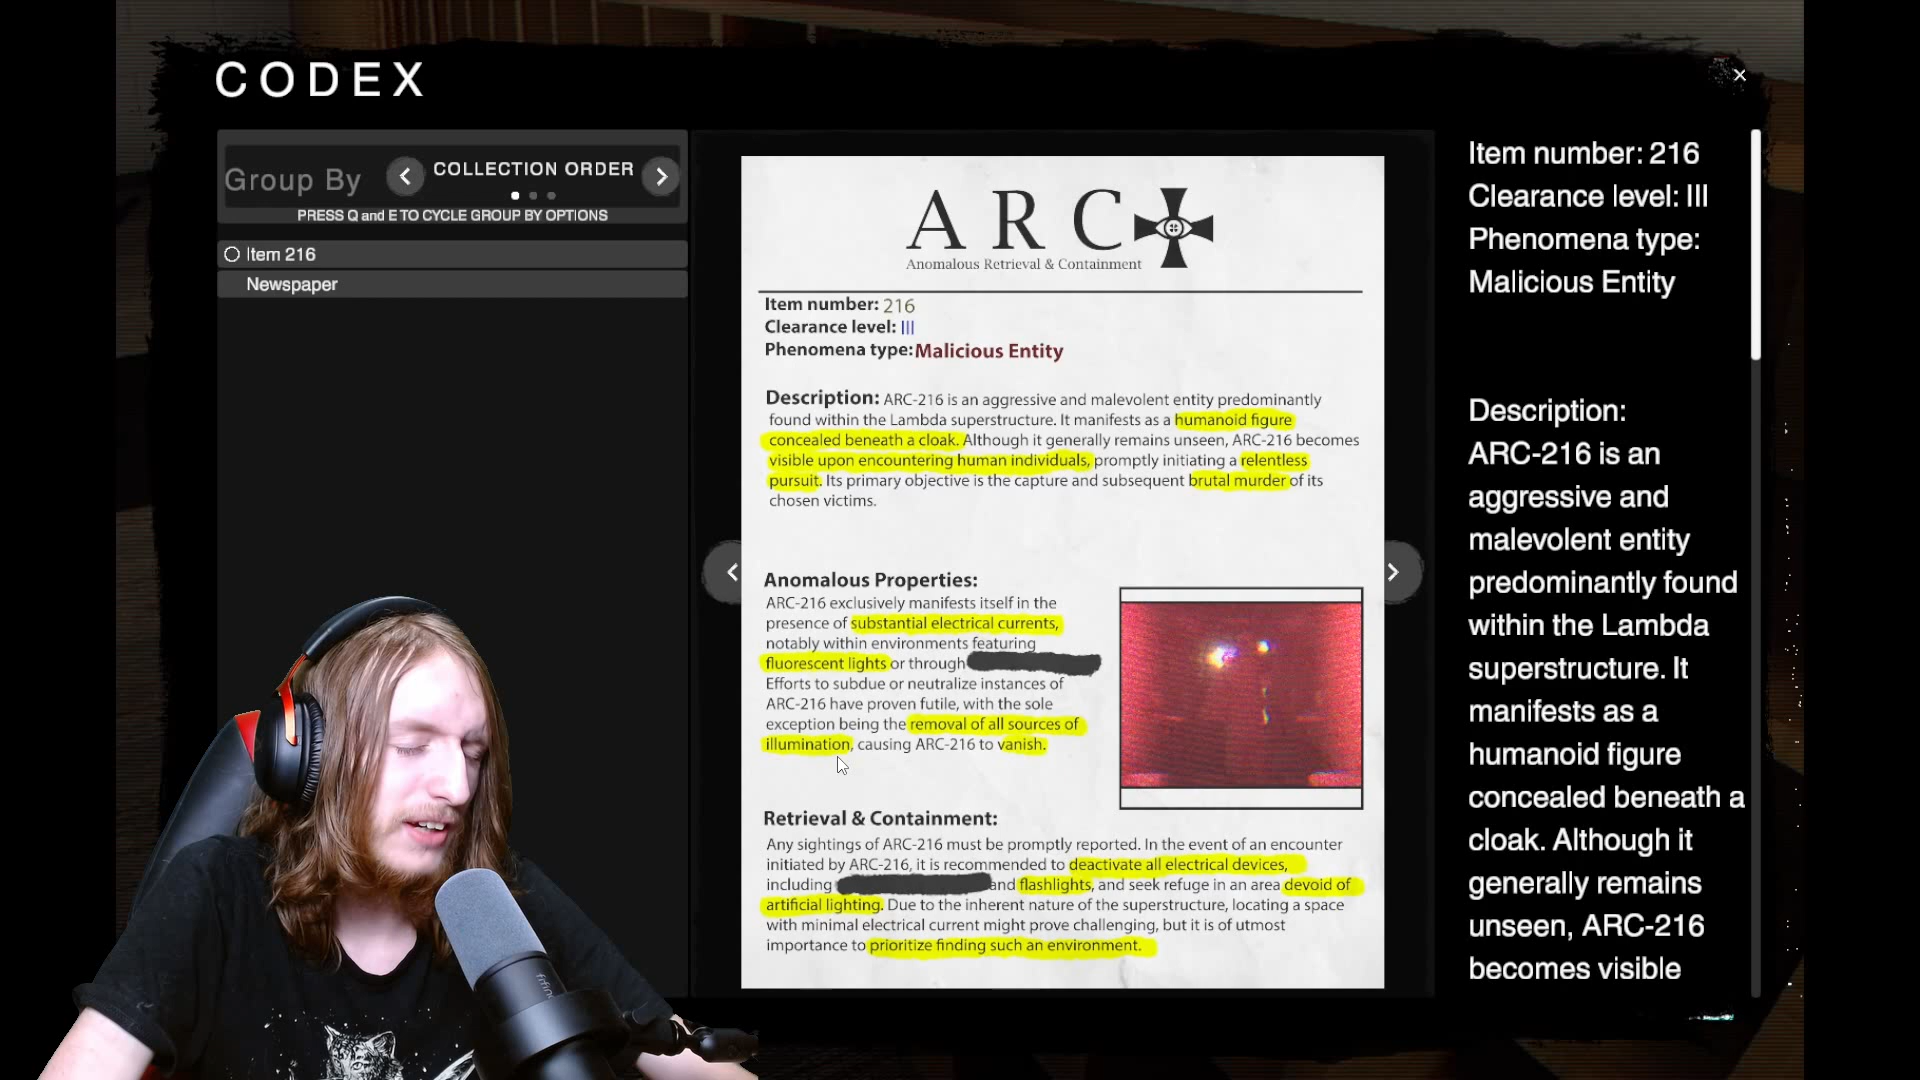 CODEX
Group By
COLLECTION ORDER
PRESS Q and E TO CYCLE GROUP BY OPTIONS
Item 216
Newspaper
ARC
Anomalous Retrieval & Containment
Item number: 216
Clearance level: III
Phenomena type: Malicious Entity
Description: ARC-216 is an aggressive and malevolent entity predominantly
found within the Lambda superstructure. It manifests as a humanoid figure
concealed beneath a cloak. Although it generally remains unseen, ARC-216 becomes
visible upon encountering human individuals, promptly initiating a relentless
pursuit. Its primary objective is the capture and subsequent brutal murder of its
chosen victims.
Anomalous Properties:
ARC-216 exclusively manifests itself in the
presence of substantial electrical currents,
notably within environments featuring
fluorescent lights or through
Efforts to subdue or neutralize instances of
ARC-216 have proven futile, with the sole
exception being the removal of all sources of
illumination, causing ARC-216 to vanish.
Retrieval & Containment:
Any sightings of ARC-216 must be promptly reported. In the event of an encounter
initiated by ARC-216, it is recommended to deactivate all electrical devices,
including and flashlights, and seek refuge in an area devoid of
artificial lighting. Due to the inherent nature of the superstructure, locating a space
with minimal electrical current might prove challenging, but it is of utmost
importance to prioritize finding such an environment.
Item number: 216
Clearance level: III
Phenomena type:
Malicious Entity
Description:
ARC-216 is an
aggressive and
malevolent entity
predominantly found
within the Lambda
superstructure. It
manifests as a
humanoid figure
concealed beneath a
cloak. Although it
generally remains
unseen, ARC-216
becomes visible